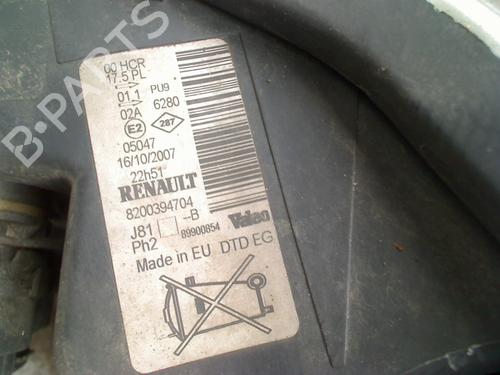 00 HCR
17.5 PL
01.1 PU9
02A 6280
E2 287
05047
16/10/2007
22h51
RENAULT
8200394704
J81 -B Valeo
Ph2 89900854
Made in EU DTD EG
B-PARTS